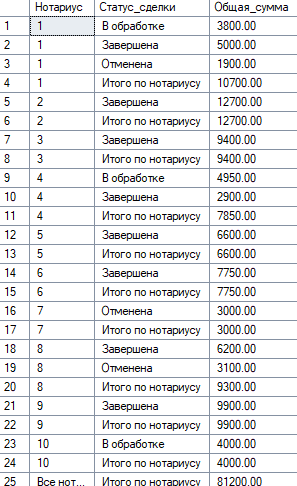 Нотариус Статус_сделки Общая_сумма
1 1 В обработке 3800.00
2 1 Завершена 5000.00
3 1 Отменена 1900.00
4 1 Итого по нотариусу 10700.00
5 2 Завершена 12700.00
6 2 Итого по нотариусу 12700.00
7 3 Завершена 9400.00
8 3 Итого по нотариусу 9400.00
9 4 В обработке 4950.00
10 4 Завершена 2900.00
11 4 Итого по нотариусу 7850.00
12 5 Завершена 6600.00
13 5 Итого по нотариусу 6600.00
14 6 Завершена 7750.00
15 6 Итого по нотариусу 7750.00
16 7 Отменена 3000.00
17 7 Итого по нотариусу 3000.00
18 8 Завершена 6200.00
19 8 Отменена 3100.00
20 8 Итого по нотариусу 9300.00
21 9 Завершена 9900.00
22 9 Итого по нотариусу 9900.00
23 10 В обработке 4000.00
24 10 Итого по нотариусу 4000.00
25 Все нот... Итого по нотариусу 81200.00